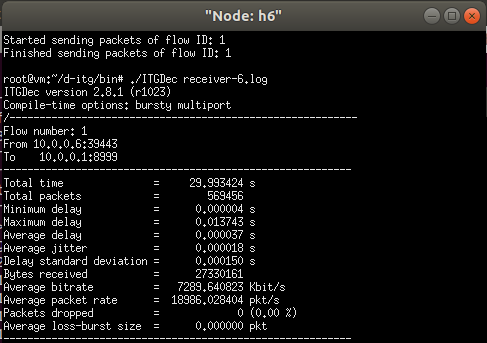 "Node: h6"
Started sending packets of flow ID: 1
Finished sending packets of flow ID: 1
root@vm:~/d-itg/bin# ./ITGDec receiver-6.log
ITGDec version 2.8.1 (r1023)
Compile-time options: bursty multiport
/----------------------------------------------------------
Flow number: 1
From 10.0.0.6:39443
To    10.0.0.1:8999
----------------------------------------------------------
Total time               =     29.993424 s
Total packets            =        569456
Minimum delay            =      0.000004 s
Maximum delay            =      0.013743 s
Average delay            =      0.000037 s
Average jitter           =      0.000018 s
Delay standard deviation =      0.000150 s
Bytes received           =      27330161
Average bitrate          =   7289.640823 Kbit/s
Average packet rate      =  18986.028404 pkt/s
Packets dropped          =             0 (0.00 %)
Average loss-burst size  =      0.000000 pkt
----------------------------------------------------------